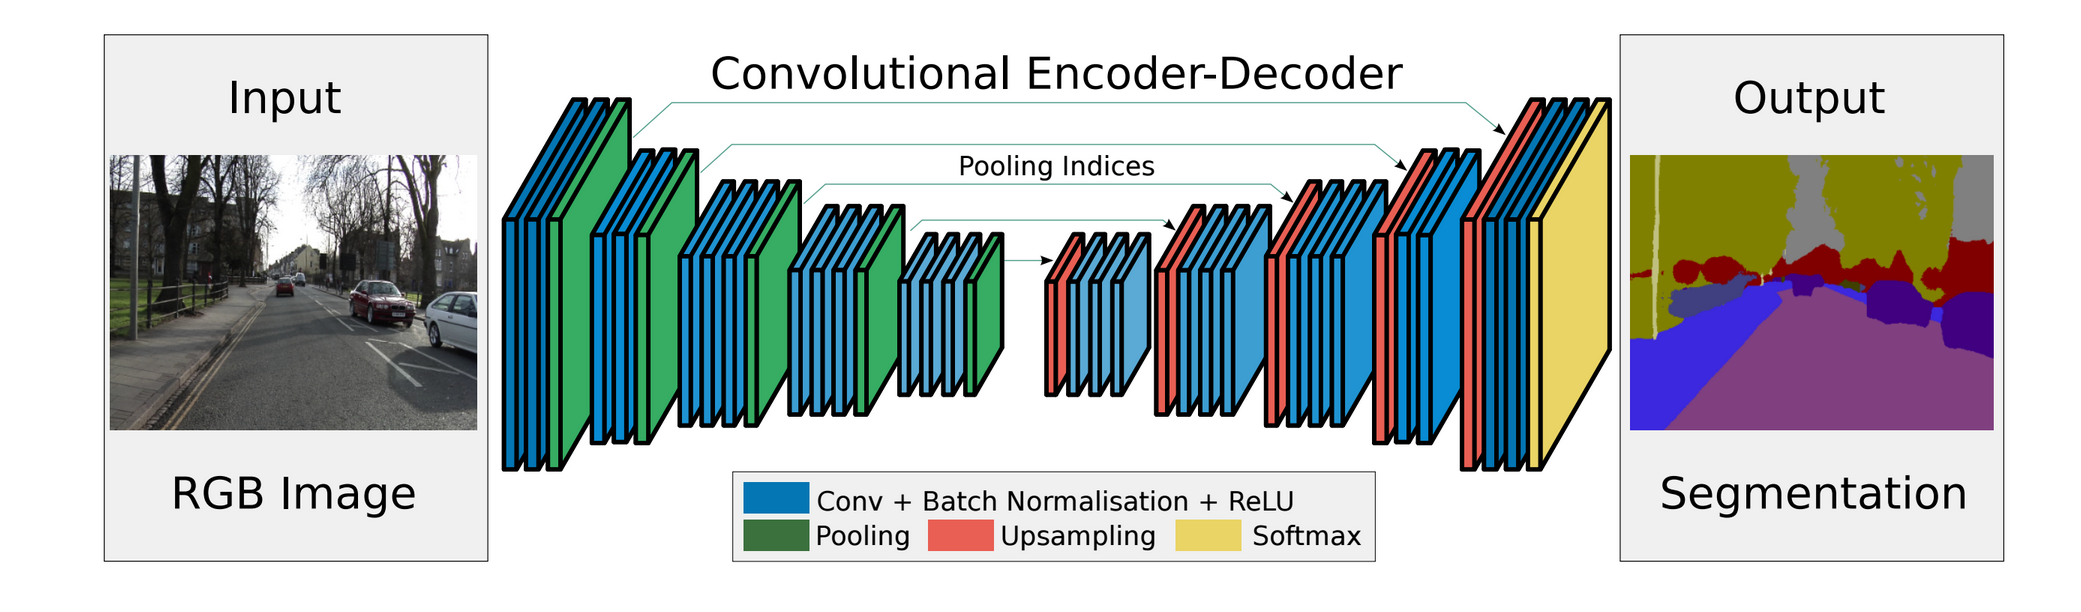 Input
RGB Image
Convolutional Encoder-Decoder
Pooling Indices
Conv + Batch Normalisation + ReLU
Pooling
Upsampling
Softmax
Output
Segmentation